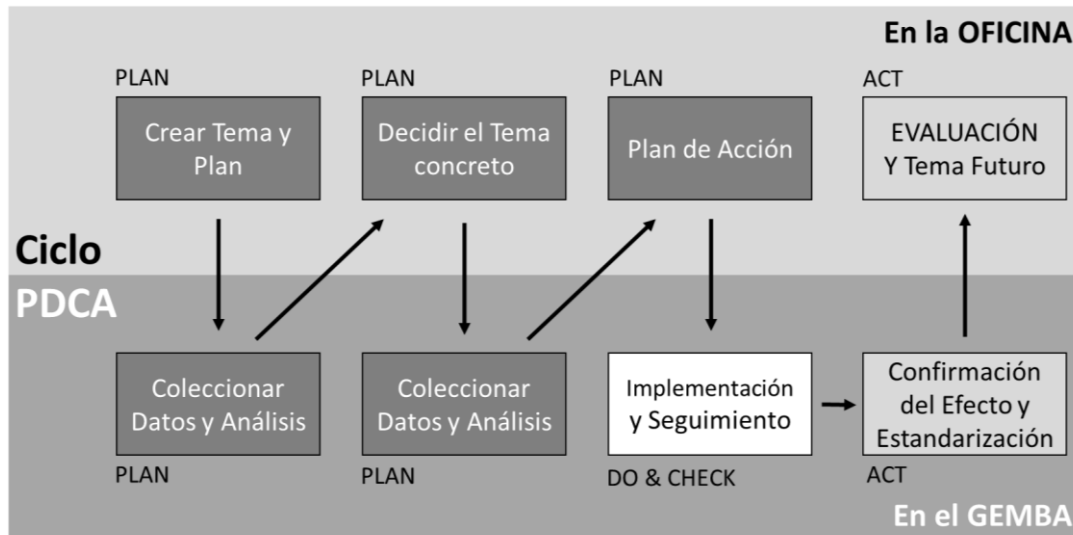 En la OFICINA
PLAN
Crear Tema y
Plan
PLAN
Decidir el Tema
concreto
PLAN
Plan de Acción
ACT
EVALUACIÓN
Y Tema Futuro
Ciclo
PDCA
Coleccionar
Datos y Análisis
PLAN
Coleccionar
Datos y Análisis
PLAN
Implementación
y Seguimiento
DO & CHECK
Confirmación
del Efecto y
Estandarización
ACT
En el GEMBA